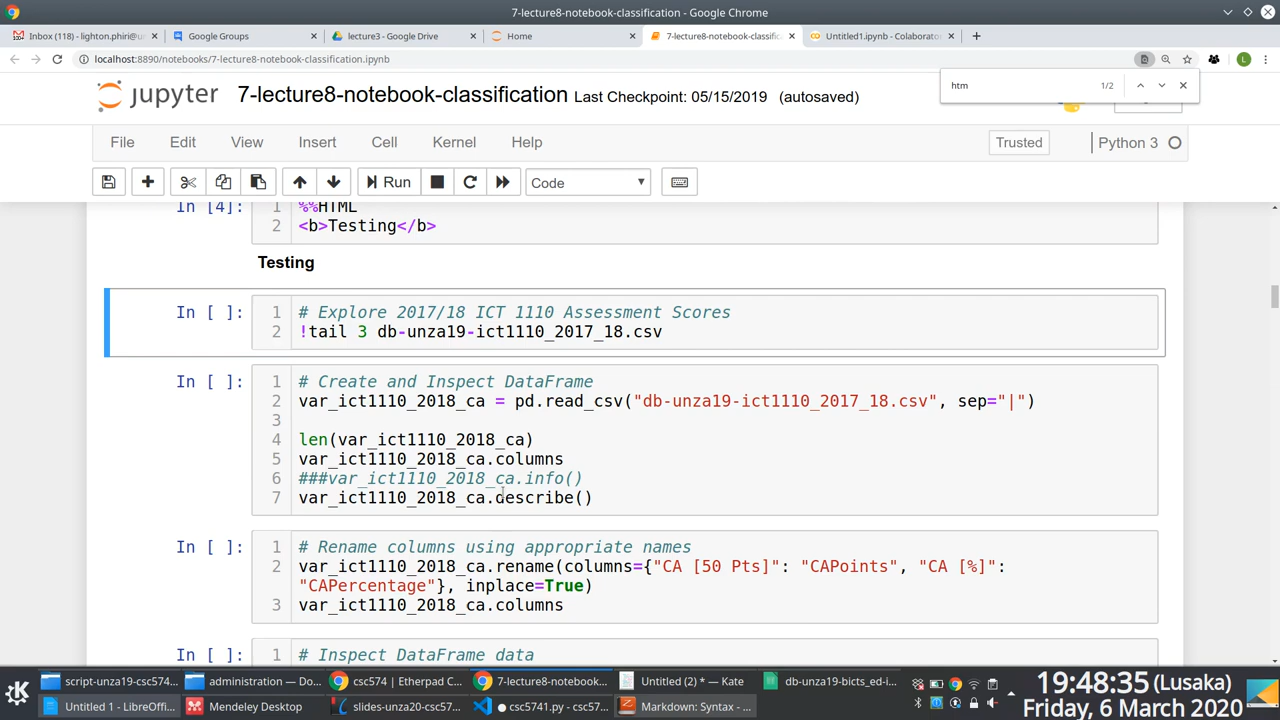 7-lecture8-notebook-classification - Google Chrome
Inbox (118) - lighton.phiri@u
Google Groups
lecture3 - Google Drive
Home
7-lecture8-notebook-classific
Untitled1.ipynb - Colaborato
localhost:8890/notebooks/7-lecture8-notebook-classification.ipynb
htm 1/2
jupyter 7-lecture8-notebook-classification Last Checkpoint: 05/15/2019 (autosaved)
File Edit View Insert Cell Kernel Help Trusted Python 3
Run Code
In [4]: 1 %%HTML
2 <b>Testing</b>
Testing
In [ ]: 1 # Explore 2017/18 ICT 1110 Assessment Scores
2 !tail 3 db-unza19-ict1110_2017_18.csv
In [ ]: 1 # Create and Inspect DataFrame
2 var_ict1110_2018_ca = pd.read_csv("db-unza19-ict1110_2017_18.csv", sep="|")
3
4 len(var_ict1110_2018_ca)
5 var_ict1110_2018_ca.columns
6 ###var_ict1110_2018_ca.info()
7 var_ict1110_2018_ca.describe()
In [ ]: 1 # Rename columns using appropriate names
2 var_ict1110_2018_ca.rename(columns={"CA [50 Pts]": "CAPoints", "CA [%]":
"CAPercentage"}, inplace=True)
3 var_ict1110_2018_ca.columns
In [ ]: 1 # Inspect DataFrame data
script-unza19-csc574...
administration — Do...
csc574 | Etherpad C...
7-lecture8-notebook...
Untitled (2) * — Kate
db-unza19-bicts_ed-i...
Untitled 1 - LibreOffi...
Mendeley Desktop
slides-unza20-csc57...
● csc5741.py - csc57...
Markdown: Syntax - ...
19:48:35 (Lusaka)
Friday, 6 March 2020